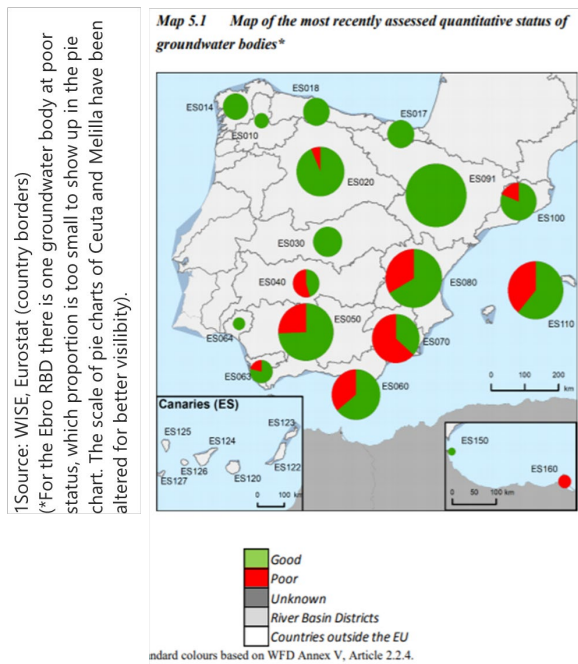 1Source: WISE, Eurostat (country borders)
(*For the Ebro RBD there is one groundwater body at poor
status, which proportion is too small to show up in the pie
chart. The scale of pie charts of Ceuta and Melilla have been
altered for better visilibity).
Map 5.1 Map of the most recently assessed quantitative status of
groundwater bodies*
ES018
ES014
ES017
ES010
ES020
ES091
ES100
ES030
ES040
ES080
ES050
ES110
ES064
ES070
ES063
ES060
0 100 200
km
Canaries (ES)
ES123
ES125
ES124
ES126
ES122
ES127
ES120
0 100 km
ES150
ES160
0 50 100 km
Good
Poor
Unknown
River Basin Districts
Countries outside the EU
ndard colours based on WFD Annex V, Article 2.2.4.